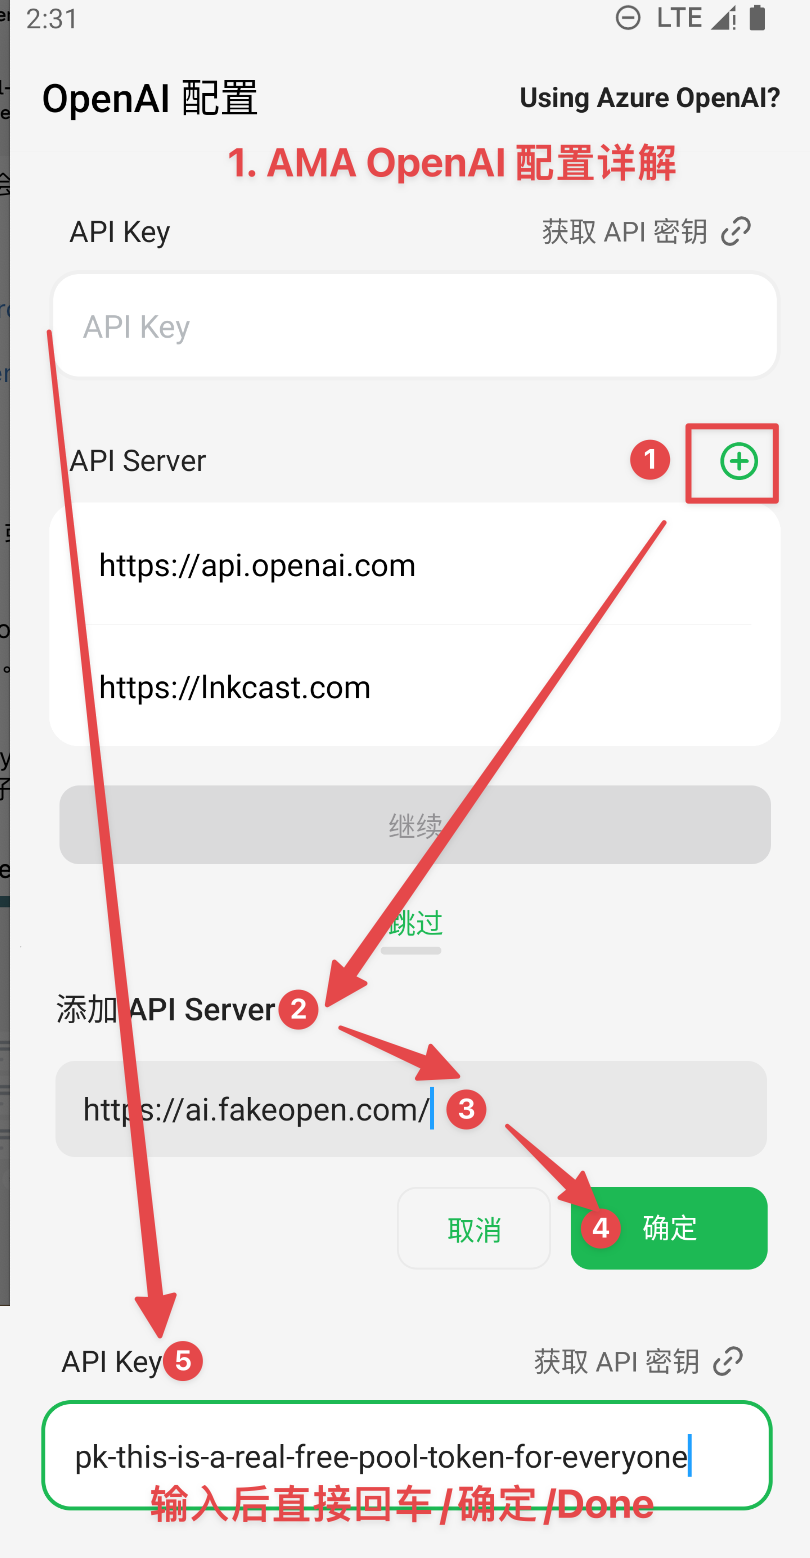 2:31 LTE
OpenAI 配置 Using Azure OpenAI?
1. AMA OpenAI 配置详解
API Key 获取 API 密钥
API Key
API Server 1
https://api.openai.com
https://lnkcast.com
继续
跳过
添加 API Server 2
https://ai.fakeopen.com/ 3
取消 4 确定
API Key 5 获取 API 密钥
pk-this-is-a-real-free-pool-token-for-everyone
输入后直接回车/确定/Done